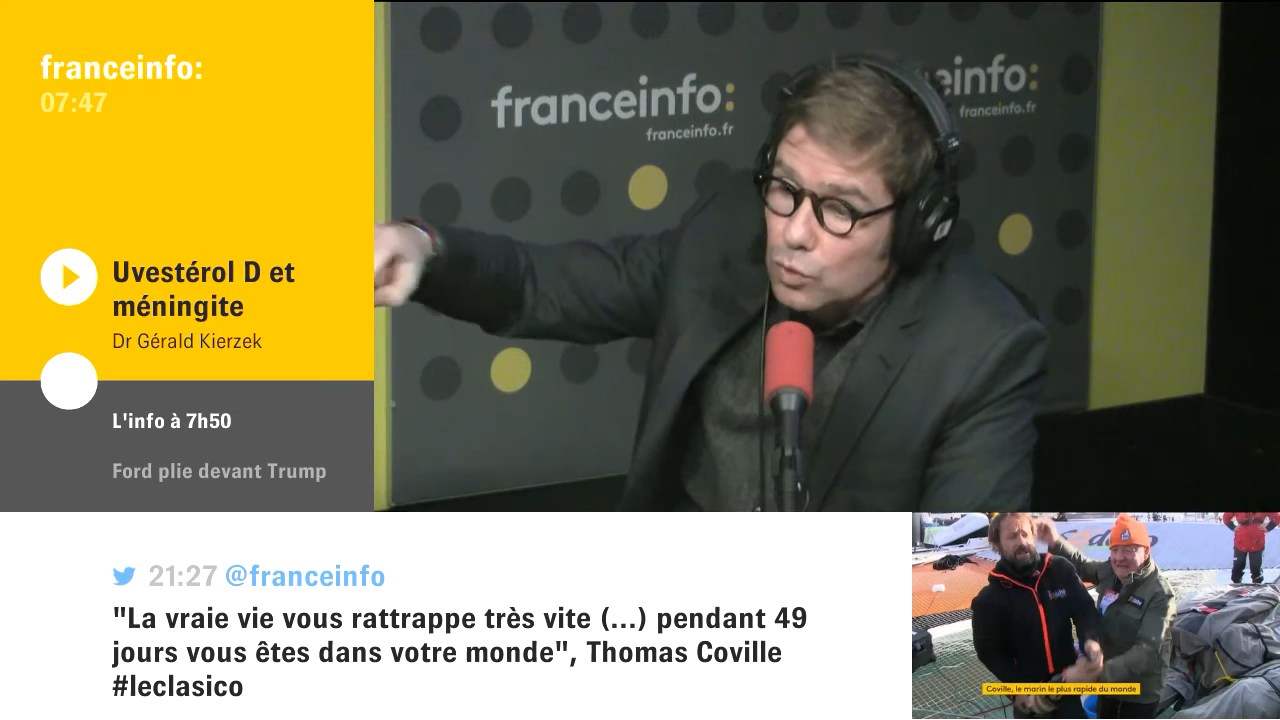 franceinfo:
07:47
franceinfo:
franceinfo.fr
einfo:
franceinfo.fr
Uvestérol D et
méningite
Dr Gérald Kierzek
L'info à 7h50
Ford plie devant Trump
21:27 @franceinfo
"La vraie vie vous rattrappe très vite (...) pendant 49
jours vous êtes dans votre monde", Thomas Coville
#leclasico
Coville, le marin le plus rapide du monde